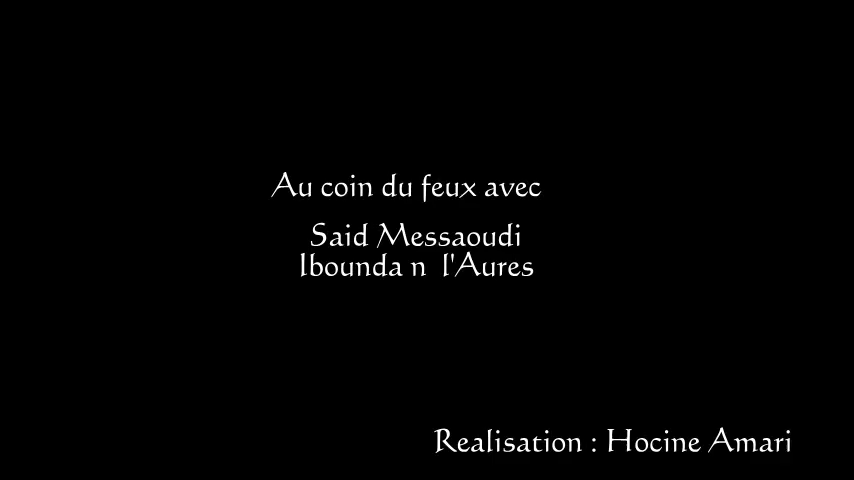 Au coin du feux avec
Said Messaoudi
Ibounda n l'Aures
Realisation : Hocine Amari